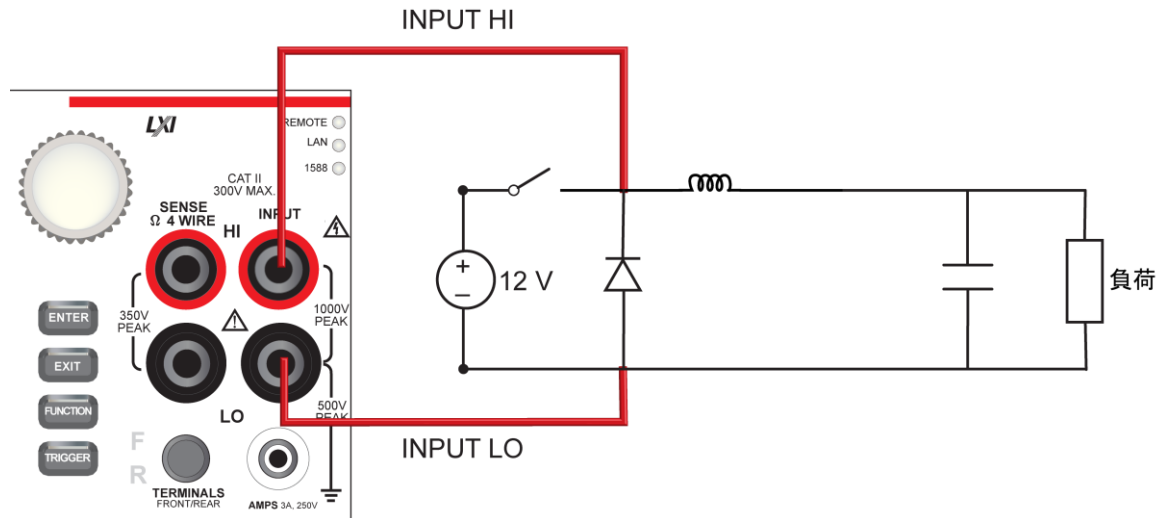 INPUT HI
LXI
REMOTE
LAN
1588
CAT II
300V MAX.
SENSE
Ω 4 WIRE
HI
INPUT
350V
PEAK
1000V
PEAK
ENTER
EXIT
FUNCTION
TRIGGER
LO
500V
PEAK
F
R
TERMINALS
FRONT/REAR
AMPS 3A, 250V
INPUT LO
+
−
12 V
負荷